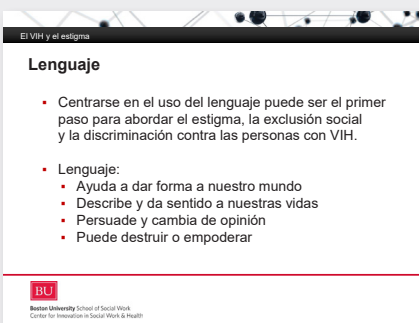 El VIH y el estigma
Lenguaje
▪ Centrarse en el uso del lenguaje puede ser el primer
paso para abordar el estigma, la exclusión social
y la discriminación contra las personas con VIH.
▪ Lenguaje:
▪ Ayuda a dar forma a nuestro mundo
▪ Describe y da sentido a nuestras vidas
▪ Persuade y cambia de opinión
▪ Puede destruir o empoderar
BU
Boston University School of Social Work
Center for Innovation in Social Work & Health